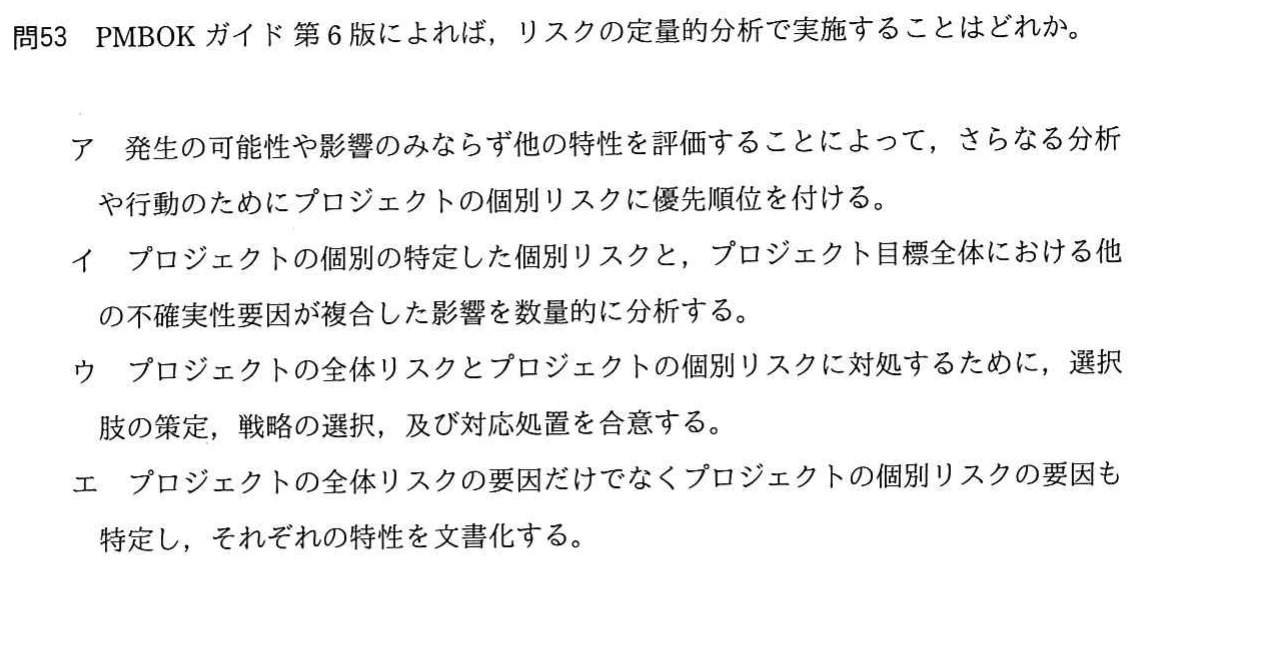 問53 PMBOK ガイド 第6版によれば，リスクの定量的分析で実施することはどれか。
ア 発生の可能性や影響のみならず他の特性を評価することによって，さらなる分析
や行動のためにプロジェクトの個別リスクに優先順位を付ける。
イ プロジェクトの個別の特定した個別リスクと，プロジェクト目標全体における他
の不確実性要因が複合した影響を数量的に分析する。
ウ プロジェクトの全体リスクとプロジェクトの個別リスクに対処するために，選択
肢の策定，戦略の選択，及び対応処置を合意する。
エ プロジェクトの全体リスクの要因だけでなくプロジェクトの個別リスクの要因も
特定し，それぞれの特性を文書化する。